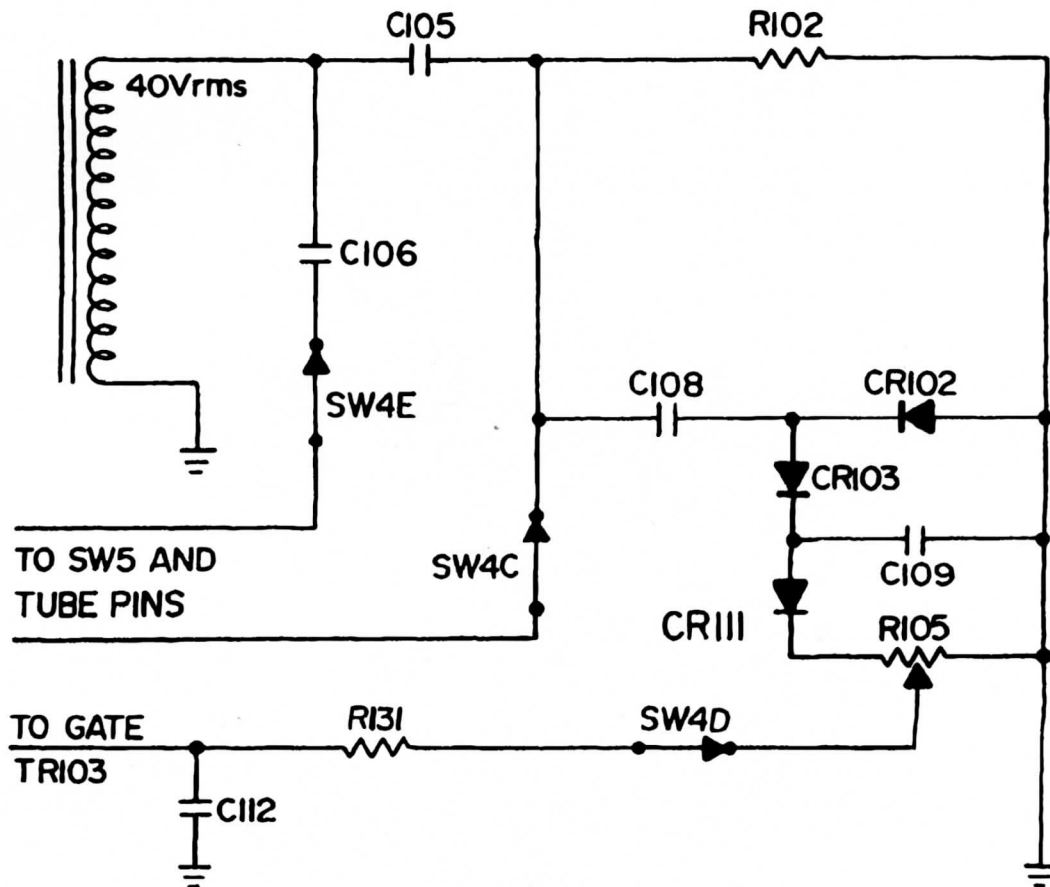 C105
R102
40Vrms
C106
SW4E
C108
CR102
CR103
TO SW5 AND
TUBE PINS
SW4C
C109
CR111
R105
TO GATE
TR103
R131
SW4D
C112